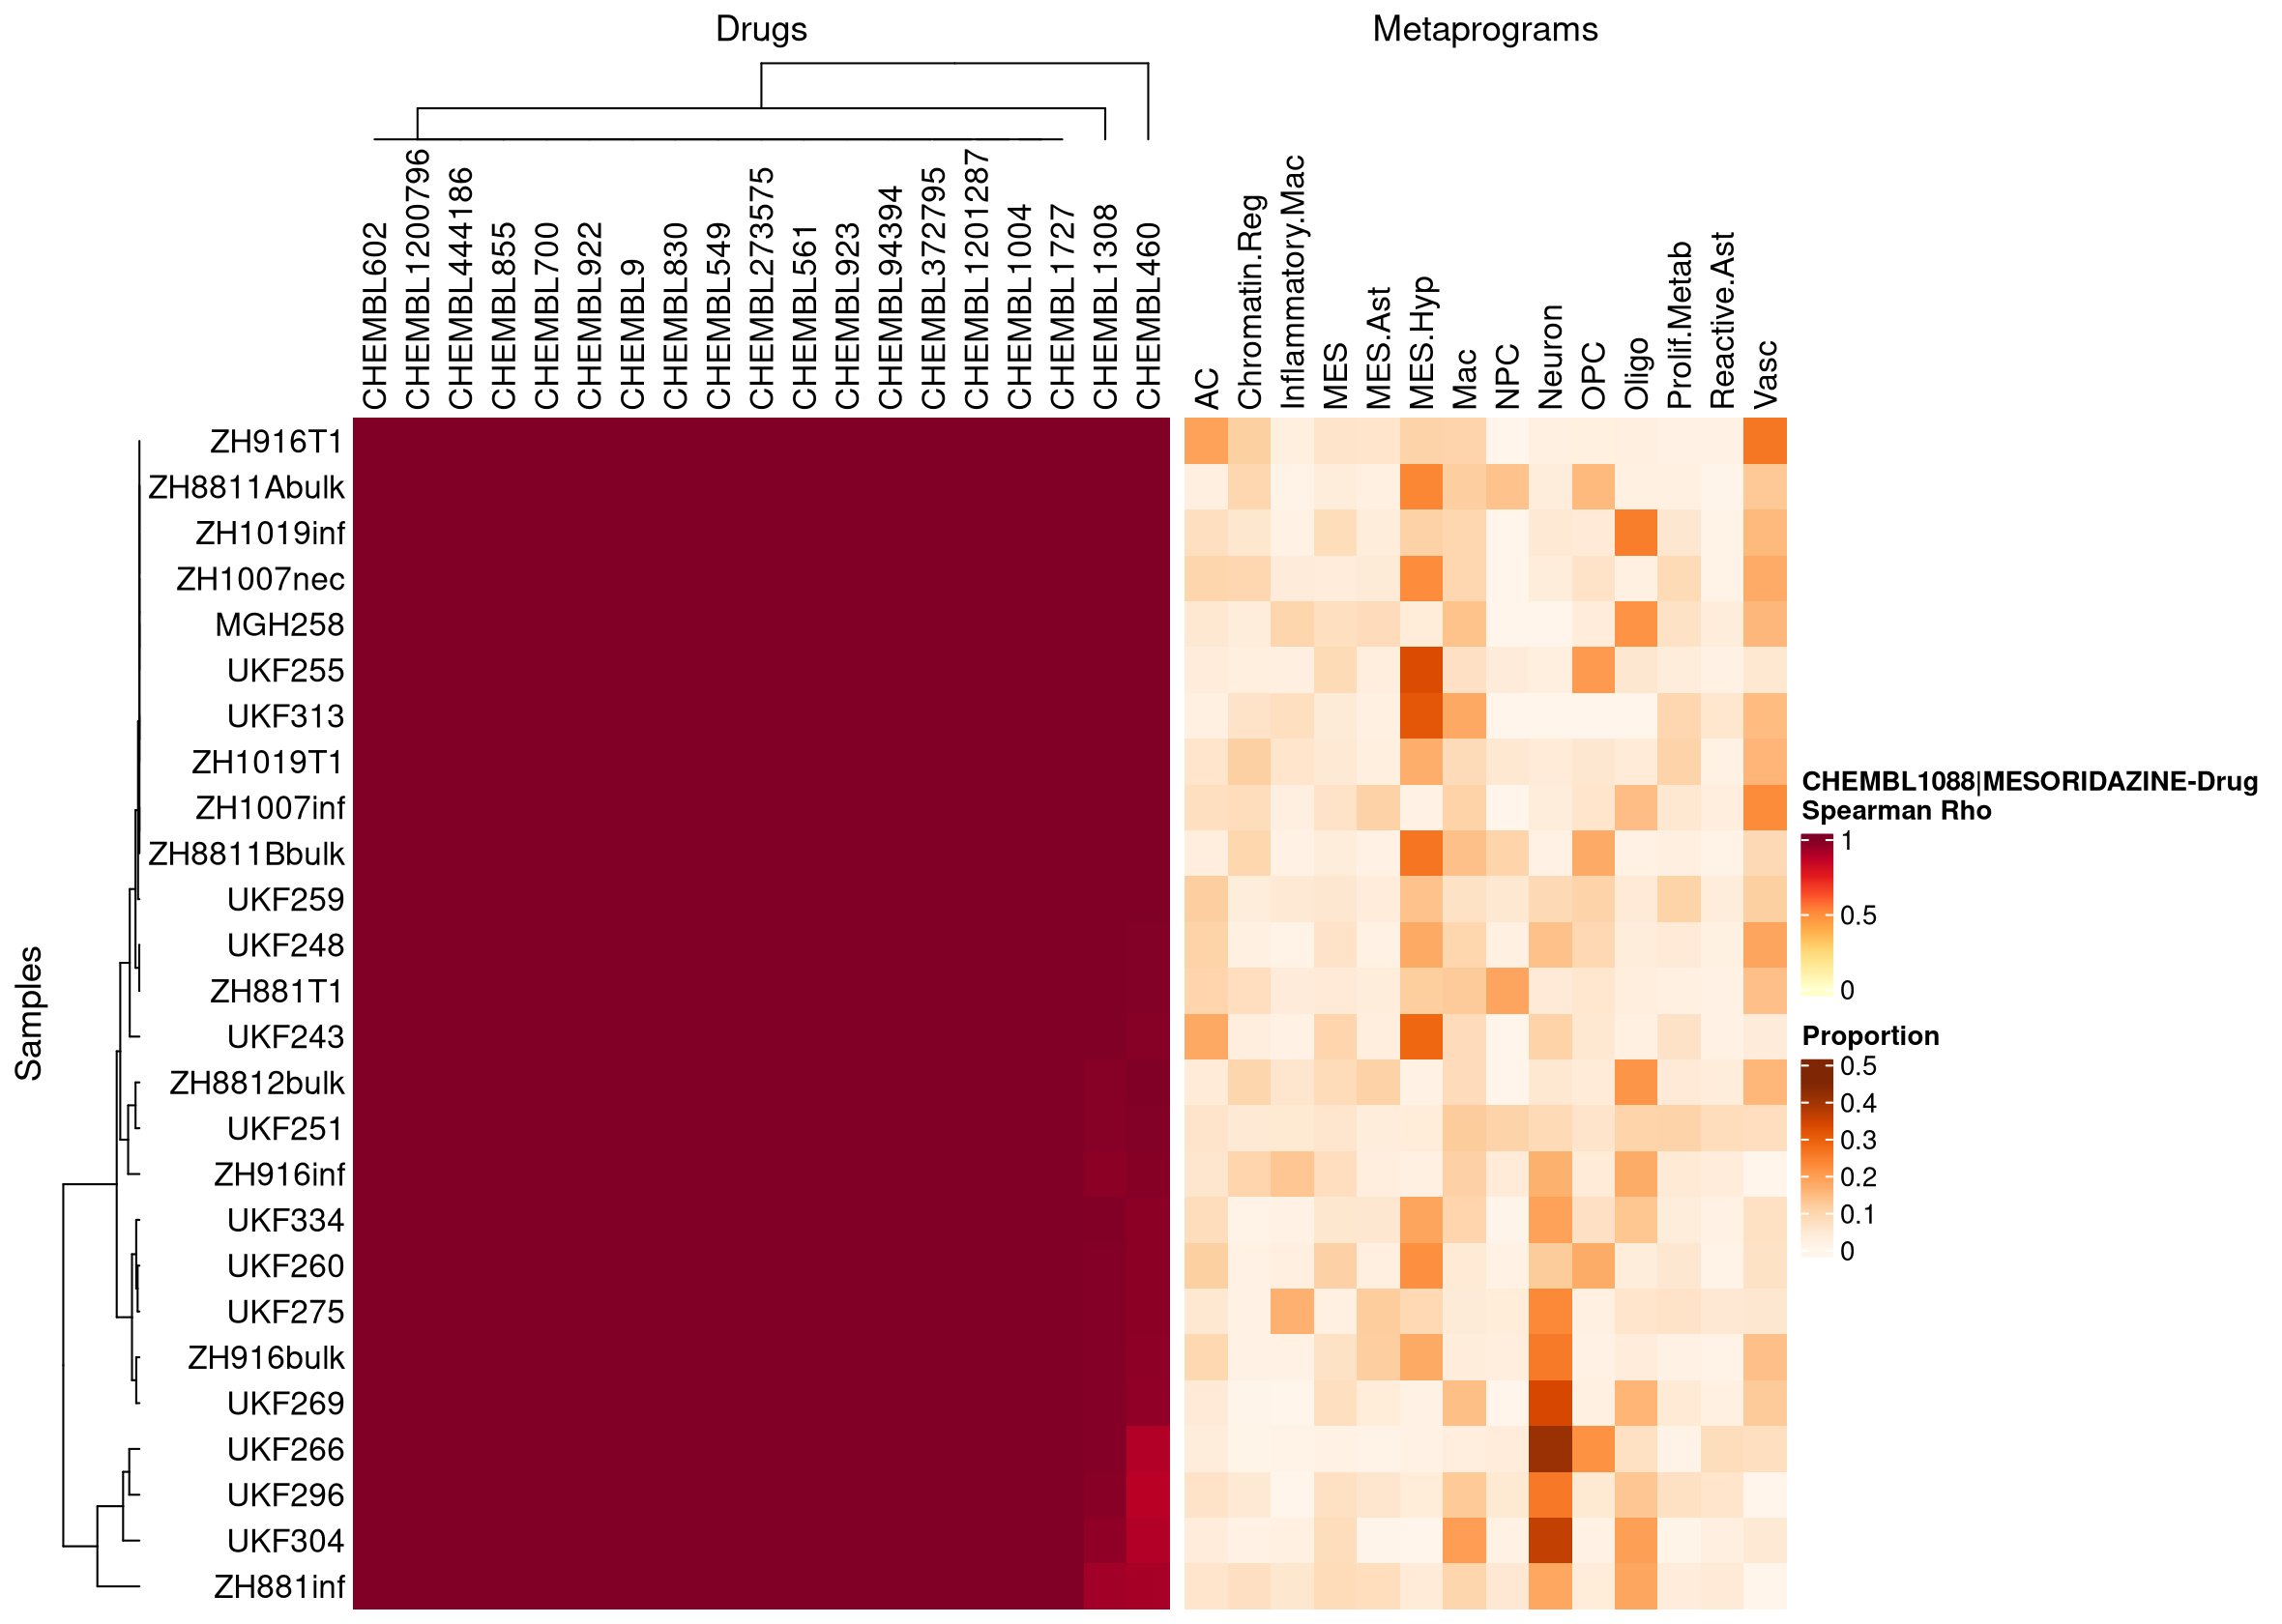 Drugs
Metaprograms
CHEMBL602
CHEMBL1200796
CHEMBL444186
CHEMBL855
CHEMBL700
CHEMBL922
CHEMBL9
CHEMBL830
CHEMBL549
CHEMBL273575
CHEMBL561
CHEMBL923
CHEMBL94394
CHEMBL372795
CHEMBL1201287
CHEMBL1004
CHEMBL1727
CHEMBL1308
CHEMBL460
AC
Chromatin.Reg
Inflammatory.Mac
MES
MES.Ast
MES.Hyp
Mac
NPC
Neuron
OPC
Oligo
Prolif.Metab
Reactive.Ast
Vasc
Samples
ZH916T1
ZH8811Abulk
ZH1019inf
ZH1007nec
MGH258
UKF255
UKF313
ZH1019T1
ZH1007inf
ZH8811Bbulk
UKF259
UKF248
ZH881T1
UKF243
ZH8812bulk
UKF251
ZH916inf
UKF334
UKF260
UKF275
ZH916bulk
UKF269
UKF266
UKF296
UKF304
ZH881inf
CHEMBL1088|MESORIDAZINE-Drug
Spearman Rho
1
0.5
0
Proportion
0.5
0.4
0.3
0.2
0.1
0